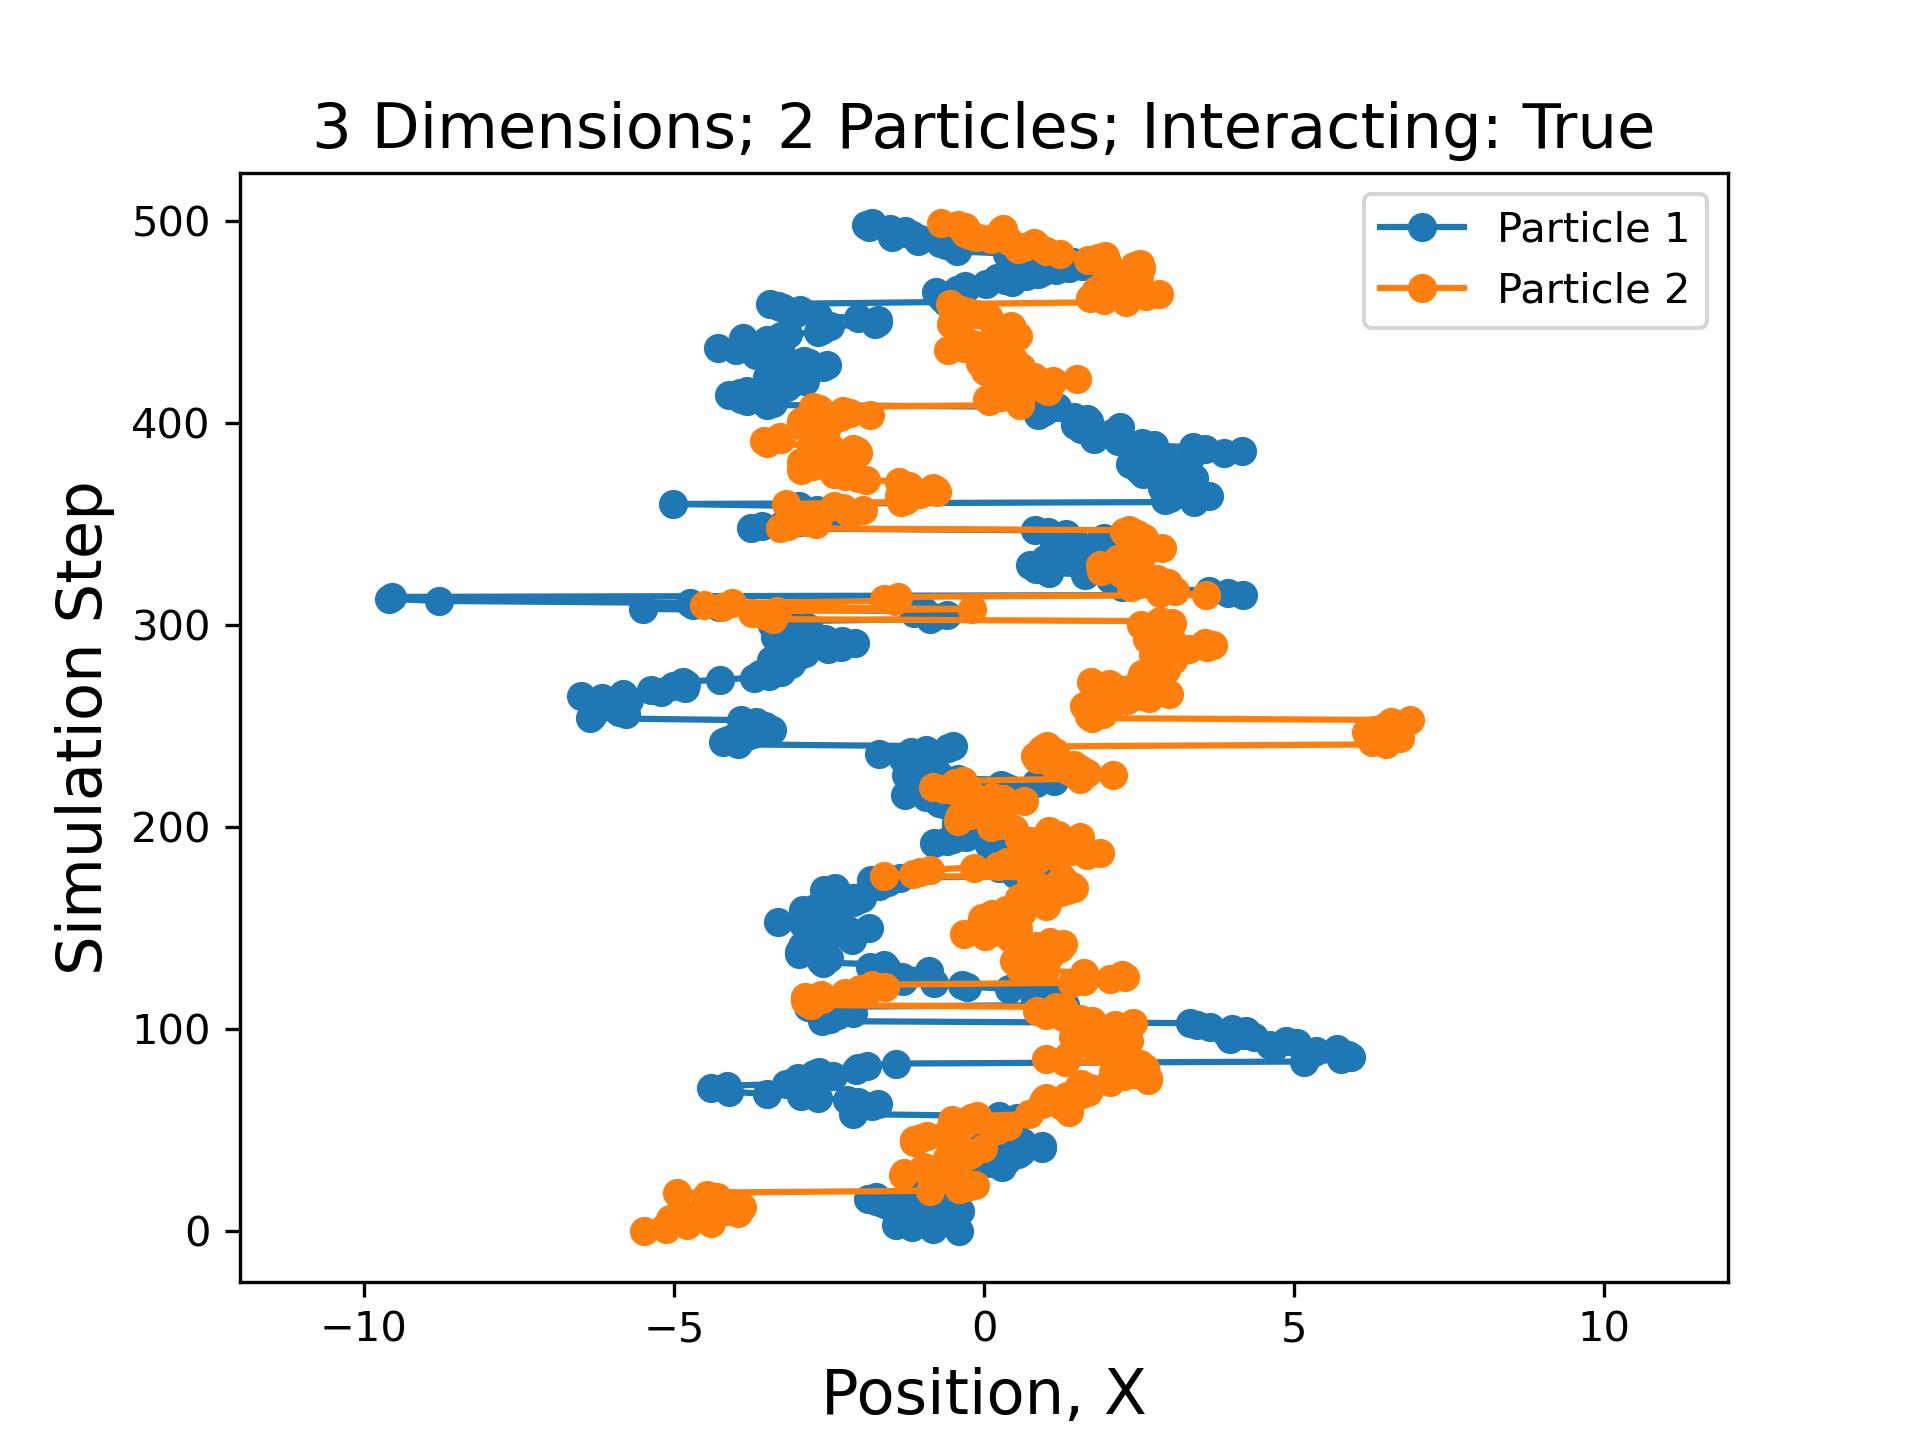 3 Dimensions; 2 Particles; Interacting: True
Particle 1
Particle 2
Simulation Step
500
400
300
200
100
0
−10
−5
0
5
10
Position, X